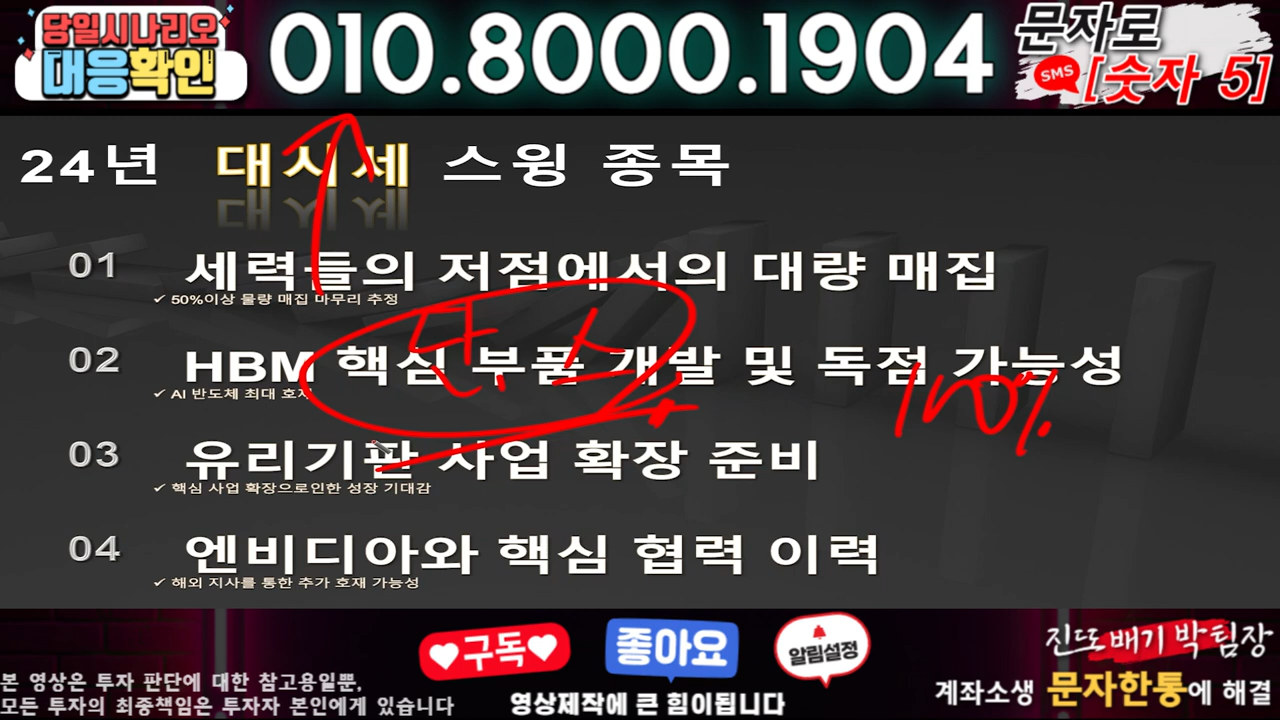 당일시나리오
대응확인
010.8000.1904
문자로
SMS
[숫자 5]
24년 대시세 스윙 종목
01 세력들의 저점에서의 대량 매집
✓ 50%이상 물량 매집 마무리 추정
02 HBM 핵심 부품 개발 및 독점 가능성
✓ AI 반도체 최대 호재
100%
03 유리기판 사업 확장 준비
✓ 핵심 사업 확장으로인한 성장 기대감
04 엔비디아와 핵심 협력 이력
✓ 해외 지사를 통한 추가 호재 가능성
구독
좋아요
알림설정
진또배기 박팀장
본 영상은 투자 판단에 대한 참고용일뿐,
모든 투자의 최종책임은 투자자 본인에게 있습니다
영상제작에 큰 힘이됩니다
계좌소생 문자한통에 해결